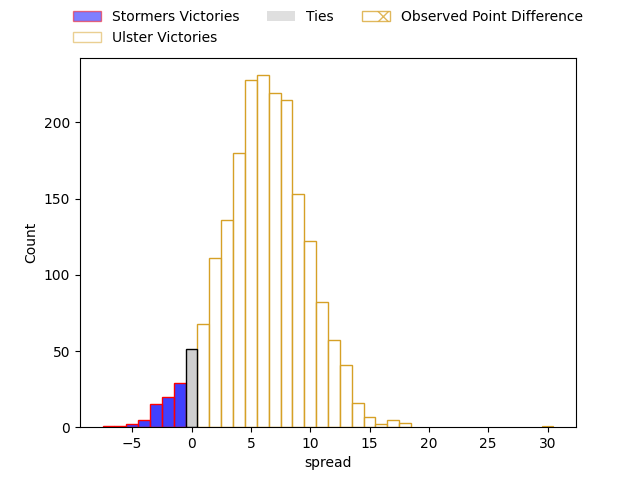 Stormers Victories
Ties
Observed Point Difference
Ulster Victories
Count
200
150
100
50
0
−5
0
5
10
15
20
25
30
spread